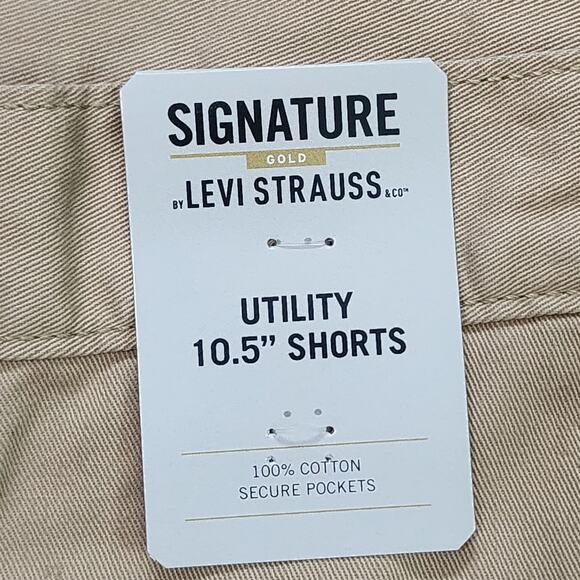 SIGNATURE
GOLD
BY LEVI STRAUSS & CO™
UTILITY
10.5” SHORTS
100% COTTON
SECURE POCKETS